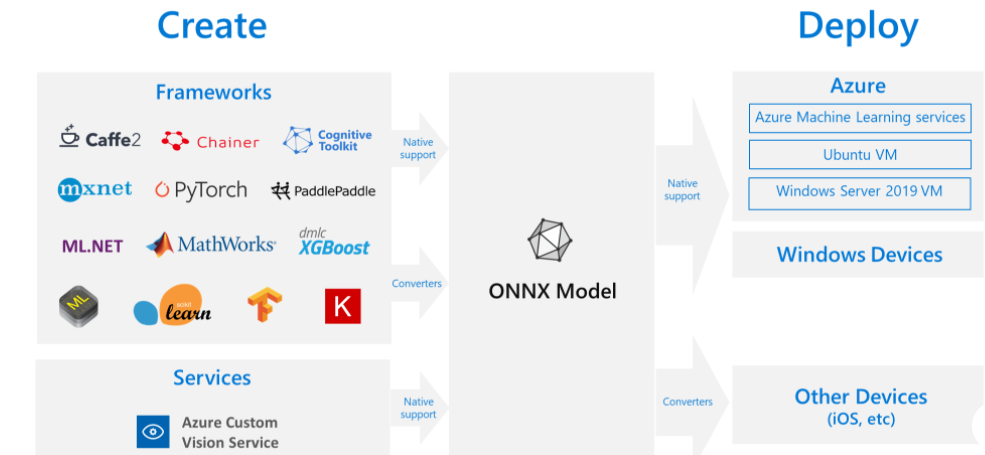 Create
Deploy
Frameworks
Caffe2
Chainer
Cognitive
Toolkit
mxnet
PyTorch
PaddlePaddle
ML.NET
MathWorks
dmlc
XGBoost
ML
scikit
learn
K
Services
Azure Custom
Vision Service
Native
support
Converters
Native
support
ONNX Model
Native
support
Converters
Azure
Azure Machine Learning services
Ubuntu VM
Windows Server 2019 VM
Windows Devices
Other Devices
(iOS, etc)